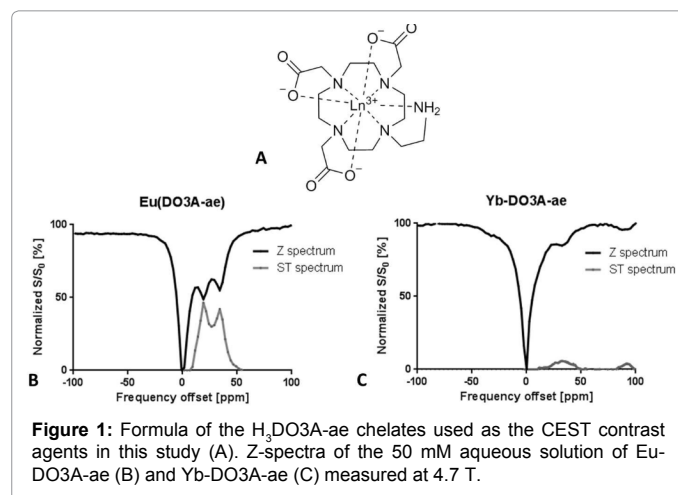 O
O⁻
O
⁻O
N
N
Ln³⁺
NH₂
N
N
O⁻
O
A
Eu(DO3A-ae)
Normalized S/S₀ [%]
100
50
0
-100
-50
0
50
100
Frequency offset [ppm]
Z spectrum
ST spectrum
B
Yb-DO3A-ae
Normalized S/S₀ [%]
100
50
0
-100
-50
0
50
100
Frequency offset [ppm]
Z spectrum
ST spectrum
C
Figure 1: Formula of the H₃DO3A-ae chelates used as the CEST contrast
agents in this study (A). Z-spectra of the 50 mM aqueous solution of Eu-
DO3A-ae (B) and Yb-DO3A-ae (C) measured at 4.7 T.